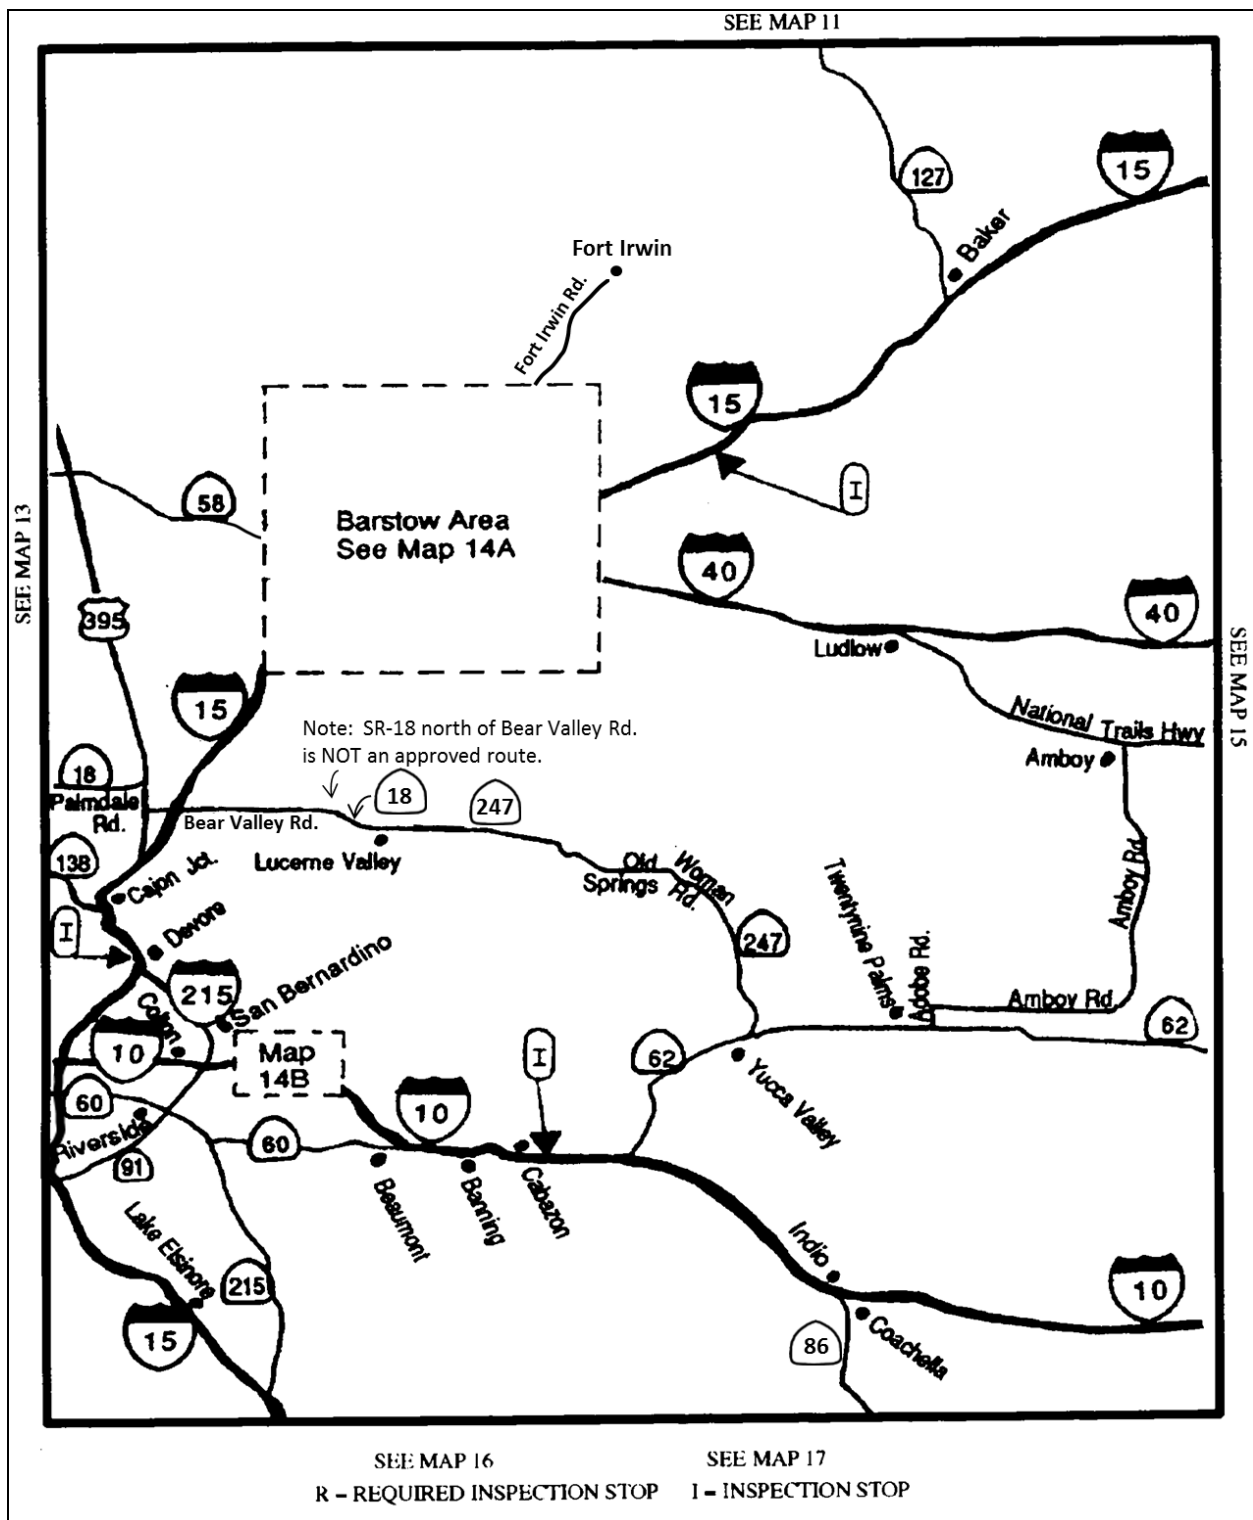 SEE MAP 11
127
15
Baker
Fort Irwin
Fort Irwin Rd.
15
I
58
SEE MAP 13
Barstow Area
See Map 14A
40
40
395
Ludlow
SEE MAP 15
15
Note: SR-18 north of Bear Valley Rd.
is NOT an approved route.
National Trails Hwy
Amboy
18
Palmdale
Rd.
18
247
Bear Valley Rd.
Lucerne Valley
138
Cajon Jct.
Old Woman
Springs Rd.
Twentynine Palms
Amboy Rd.
I
Devore
247
Adobe Rd.
215
San Bernardino
Colton
Amboy Rd.
62
10
Map
14B
I
62
Yucca Valley
60
Riverside
10
60
91
Beaumont
Banning
Cabazon
Lake Elsinore
Indio
215
10
15
86
Coachella
SEE MAP 16
SEE MAP 17
R – REQUIRED INSPECTION STOP I – INSPECTION STOP